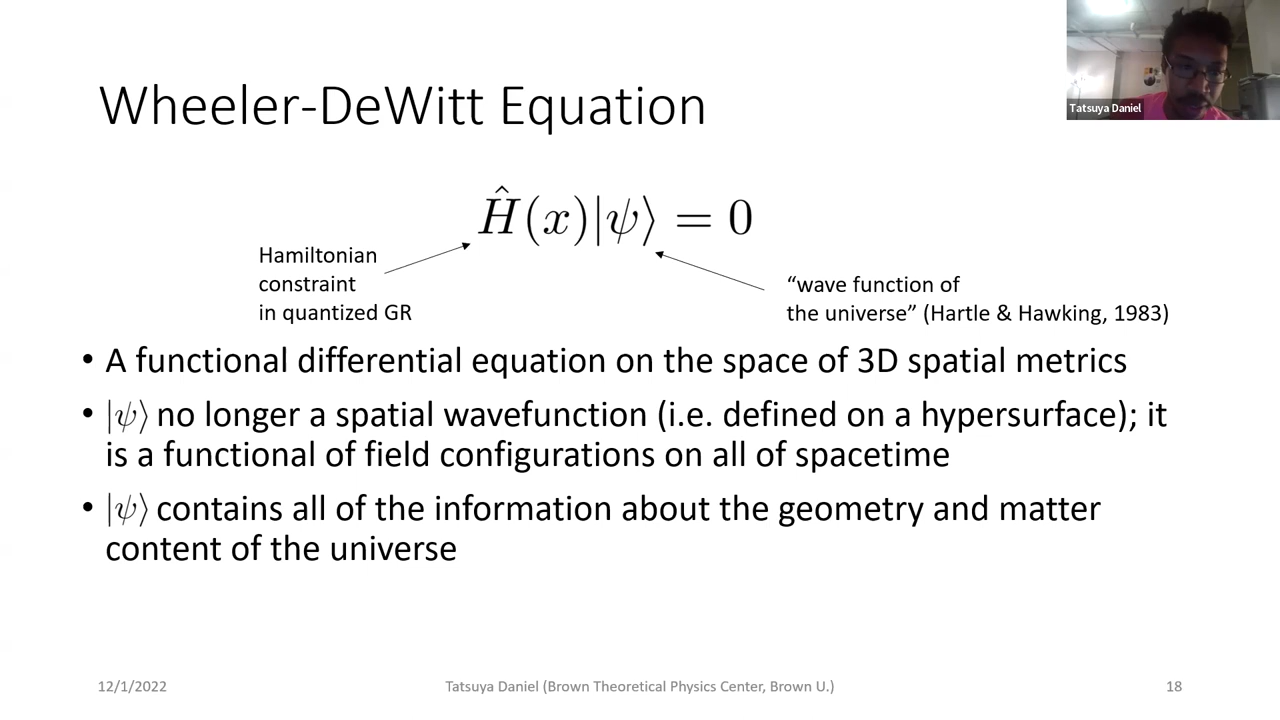 Tatsuya Daniel
Wheeler-DeWitt Equation
Ĥ(x)|ψ⟩ = 0
Hamiltonian
constraint
in quantized GR
“wave function of
the universe” (Hartle & Hawking, 1983)
• A functional differential equation on the space of 3D spatial metrics
• |ψ⟩ no longer a spatial wavefunction (i.e. defined on a hypersurface); it
is a functional of field configurations on all of spacetime
• |ψ⟩ contains all of the information about the geometry and matter
content of the universe
12/1/2022
Tatsuya Daniel (Brown Theoretical Physics Center, Brown U.)
18